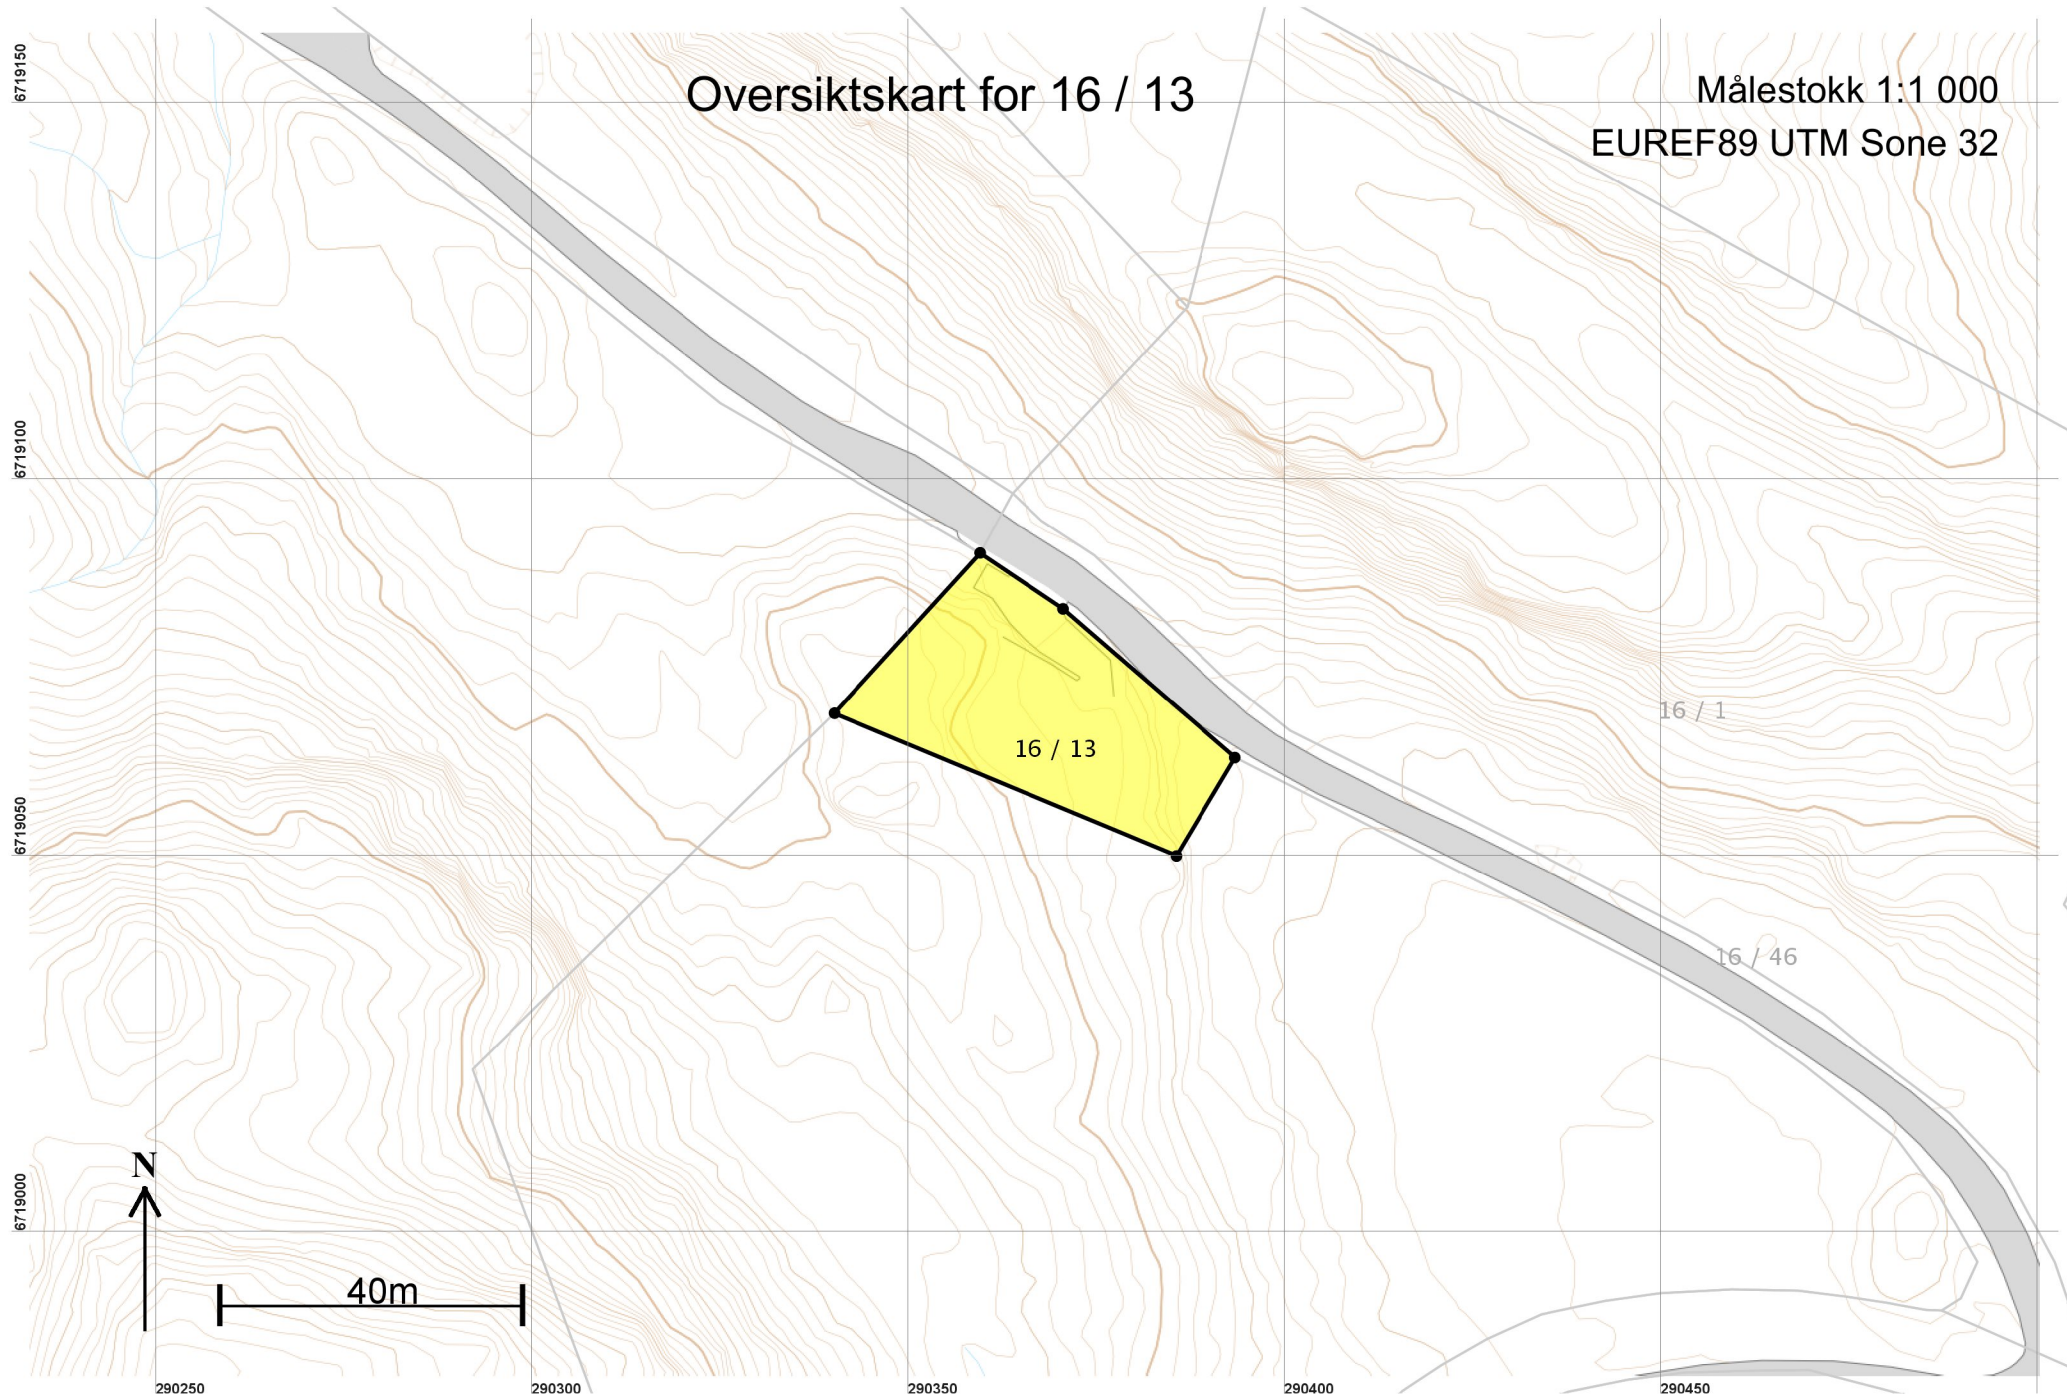 Oversiktskart for 16 / 13
Målestokk 1:1 000
EUREF89 UTM Sone 32
6719150
6719100
6719050
6719000
16 / 1
16 / 13
16 / 46
N
40m
290250
290300
290350
290400
290450